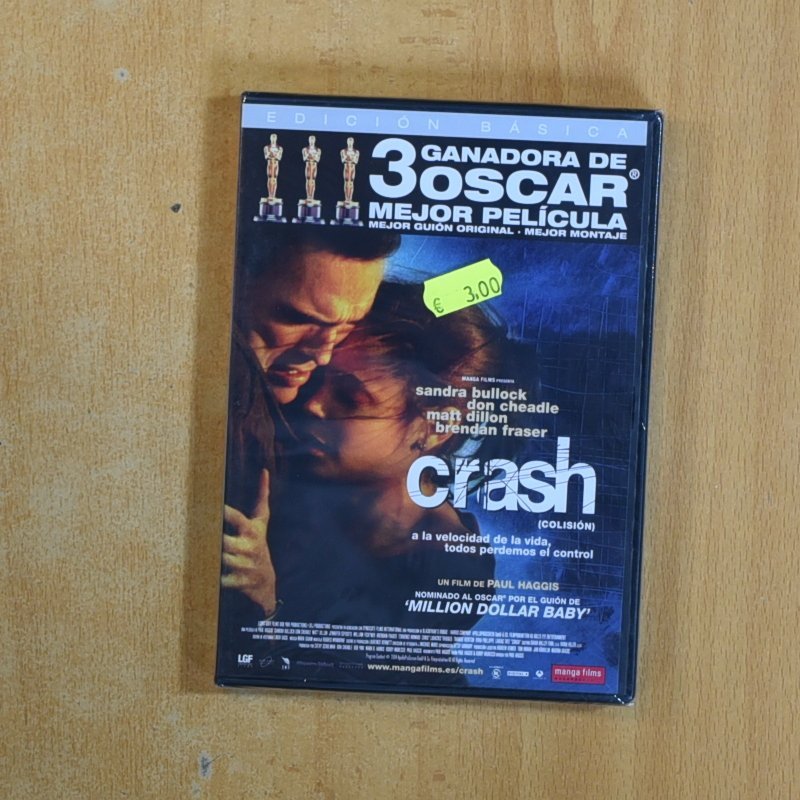 EDICIÓN BÁSICA
GANADORA DE
3 OSCAR®
MEJOR PELÍCULA
MEJOR GUIÓN ORIGINAL · MEJOR MONTAJE
€ 3,00
MANGA FILMS PRESENTA
sandra bullock
don cheadle
matt dillon
brendan fraser
crash
(COLISIÓN)
a la velocidad de la vida,
todos perdemos el control
UN FILM DE PAUL HAGGIS
NOMINADO AL OSCAR® POR EL GUIÓN DE
'MILLION DOLLAR BABY'
LGF
www.mangafilms.es/crash
manga films